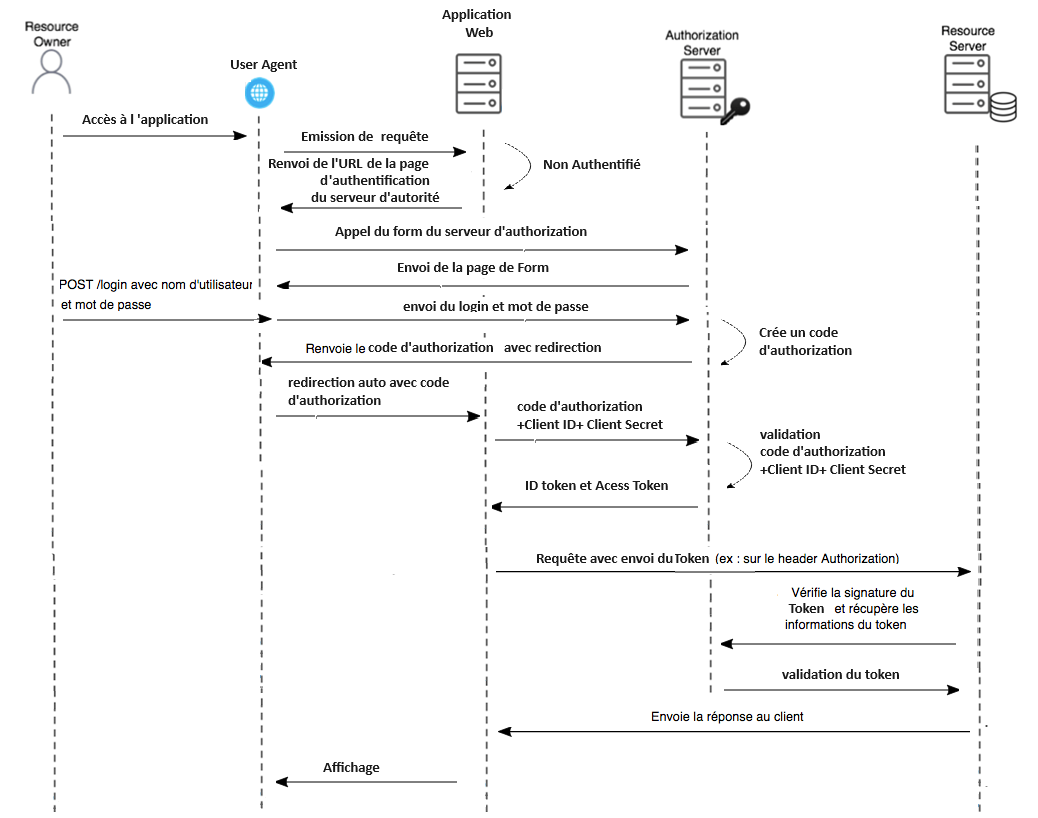 Resource
Owner
User Agent
Application
Web
Authorization
Server
Resource
Server
Accès à l 'application
Emission de requête
Non Authentifié
Renvoi de l'URL de la page
d'authentification
du serveur d'autorité
Appel du form du serveur d'authorization
Envoi de la page de Form
POST /login avec nom d'utilisateur
et mot de passe
envoi du login et mot de passe
Crée un code
d'authorization
Renvoie le code d'authorization avec redirection
redirection auto avec code
d'authorization
code d'authorization
+Client ID+ Client Secret
validation
code d'authorization
+Client ID+ Client Secret
ID token et Acess Token
Requête avec envoi du Token (ex : sur le header Authorization)
Vérifie la signature du
Token et récupère les
informations du token
validation du token
Envoie la réponse au client
Affichage